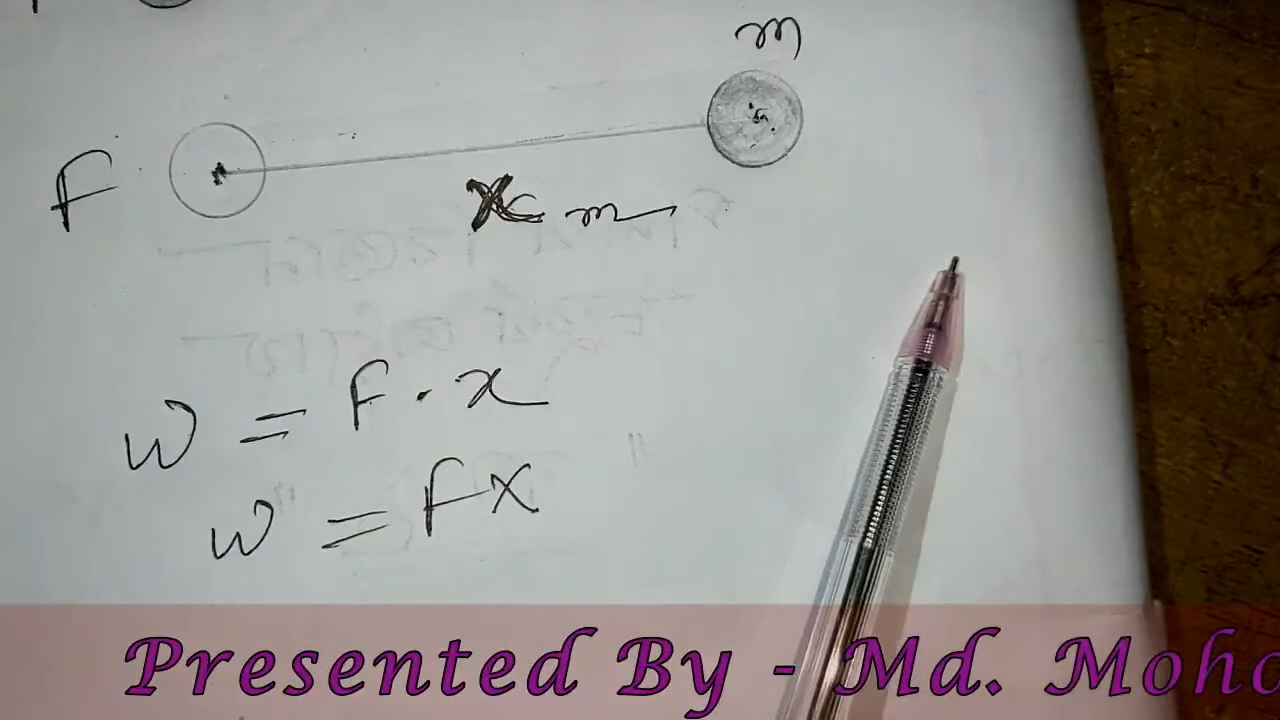 m
F
x m
W = F . x
W = Fx
Presented By - Md. Moho